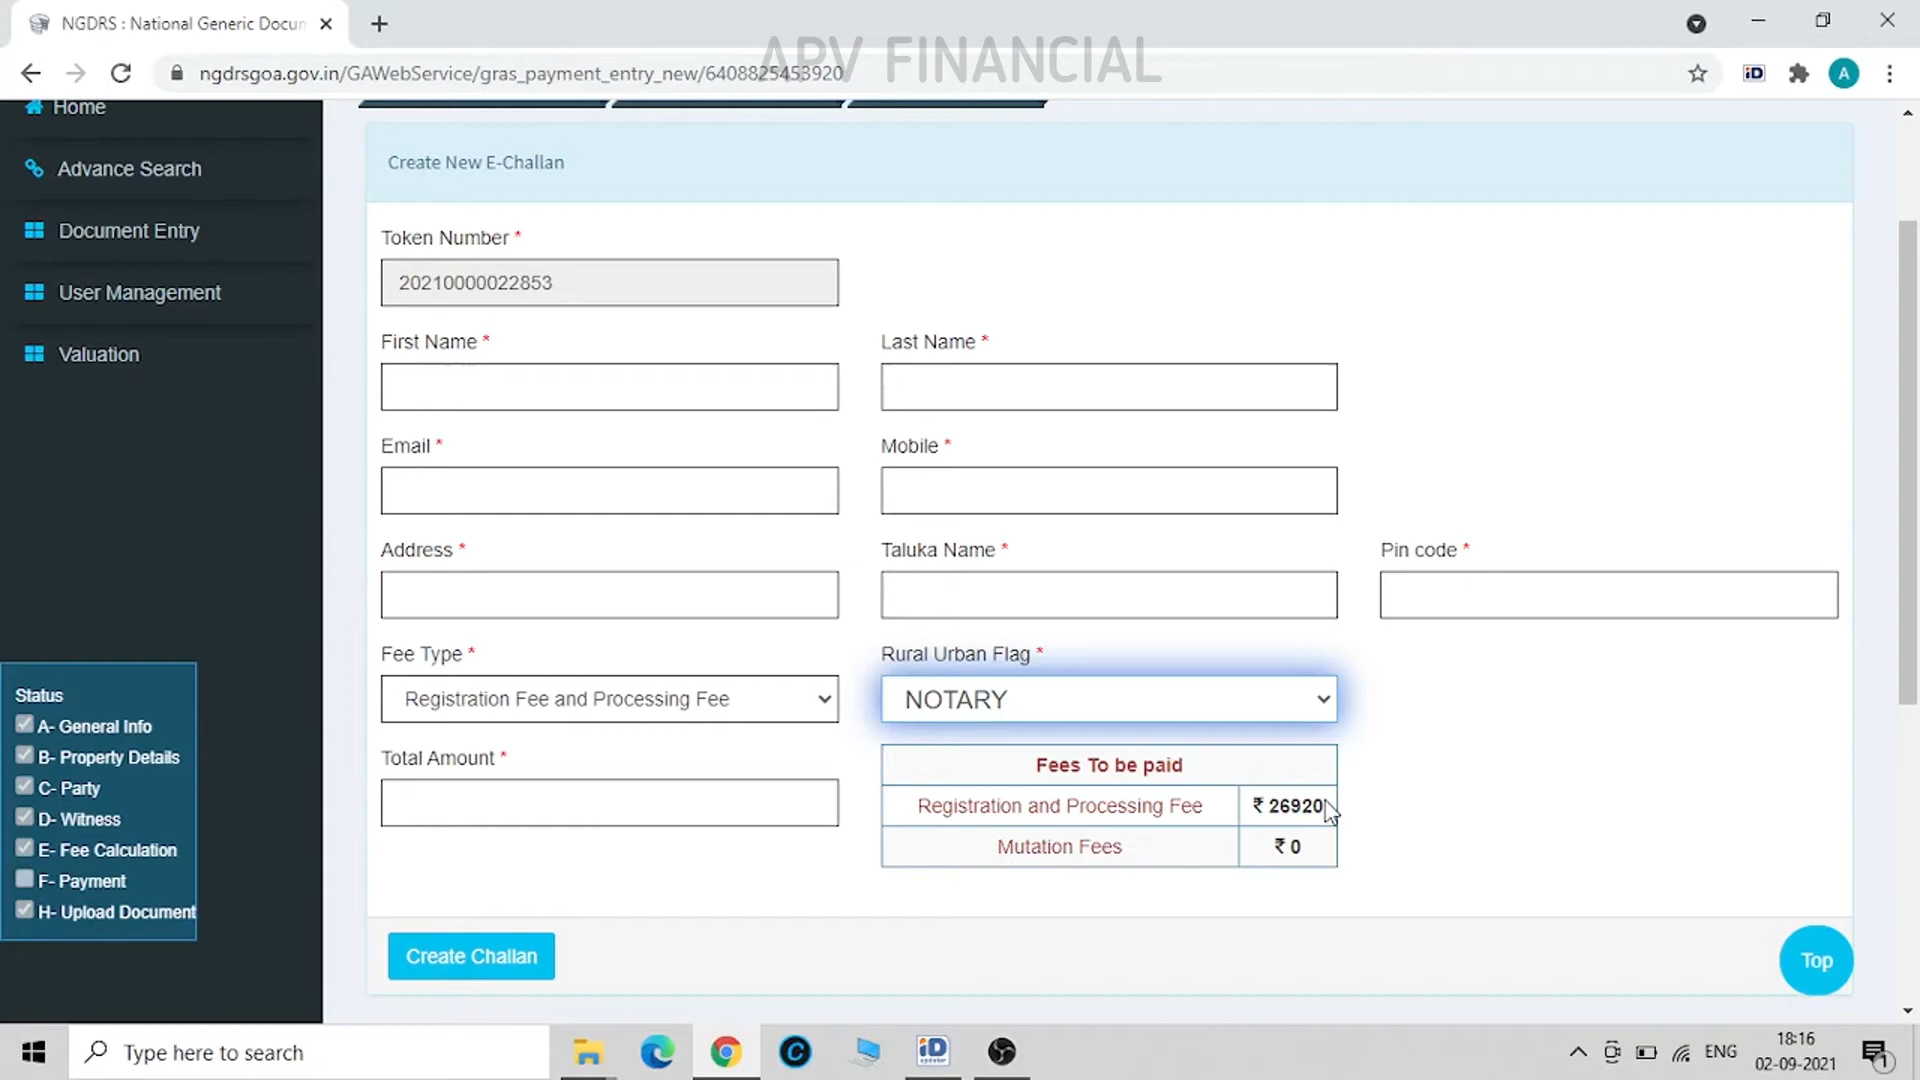 NGDRS : National Generic Docun
APV FINANCIAL
ngdrsgoa.gov.in/GAWebService/gras_payment_entry_new/6408825453920
iD
A
Home
Advance Search
Document Entry
User Management
Valuation
Create New E-Challan
Token Number *
20210000022853
First Name *
Last Name *
Email *
Mobile *
Address *
Taluka Name *
Pin code *
Fee Type *
Rural Urban Flag *
Registration Fee and Processing Fee
NOTARY
Total Amount *
Fees To be paid
Registration and Processing Fee ₹ 26920
Mutation Fees ₹ 0
Status
A- General Info
B- Property Details
C- Party
D- Witness
E- Fee Calculation
F- Payment
H- Upload Document
Create Challan
Top
Type here to search
iD
ENG
18:16
02-09-2021
1